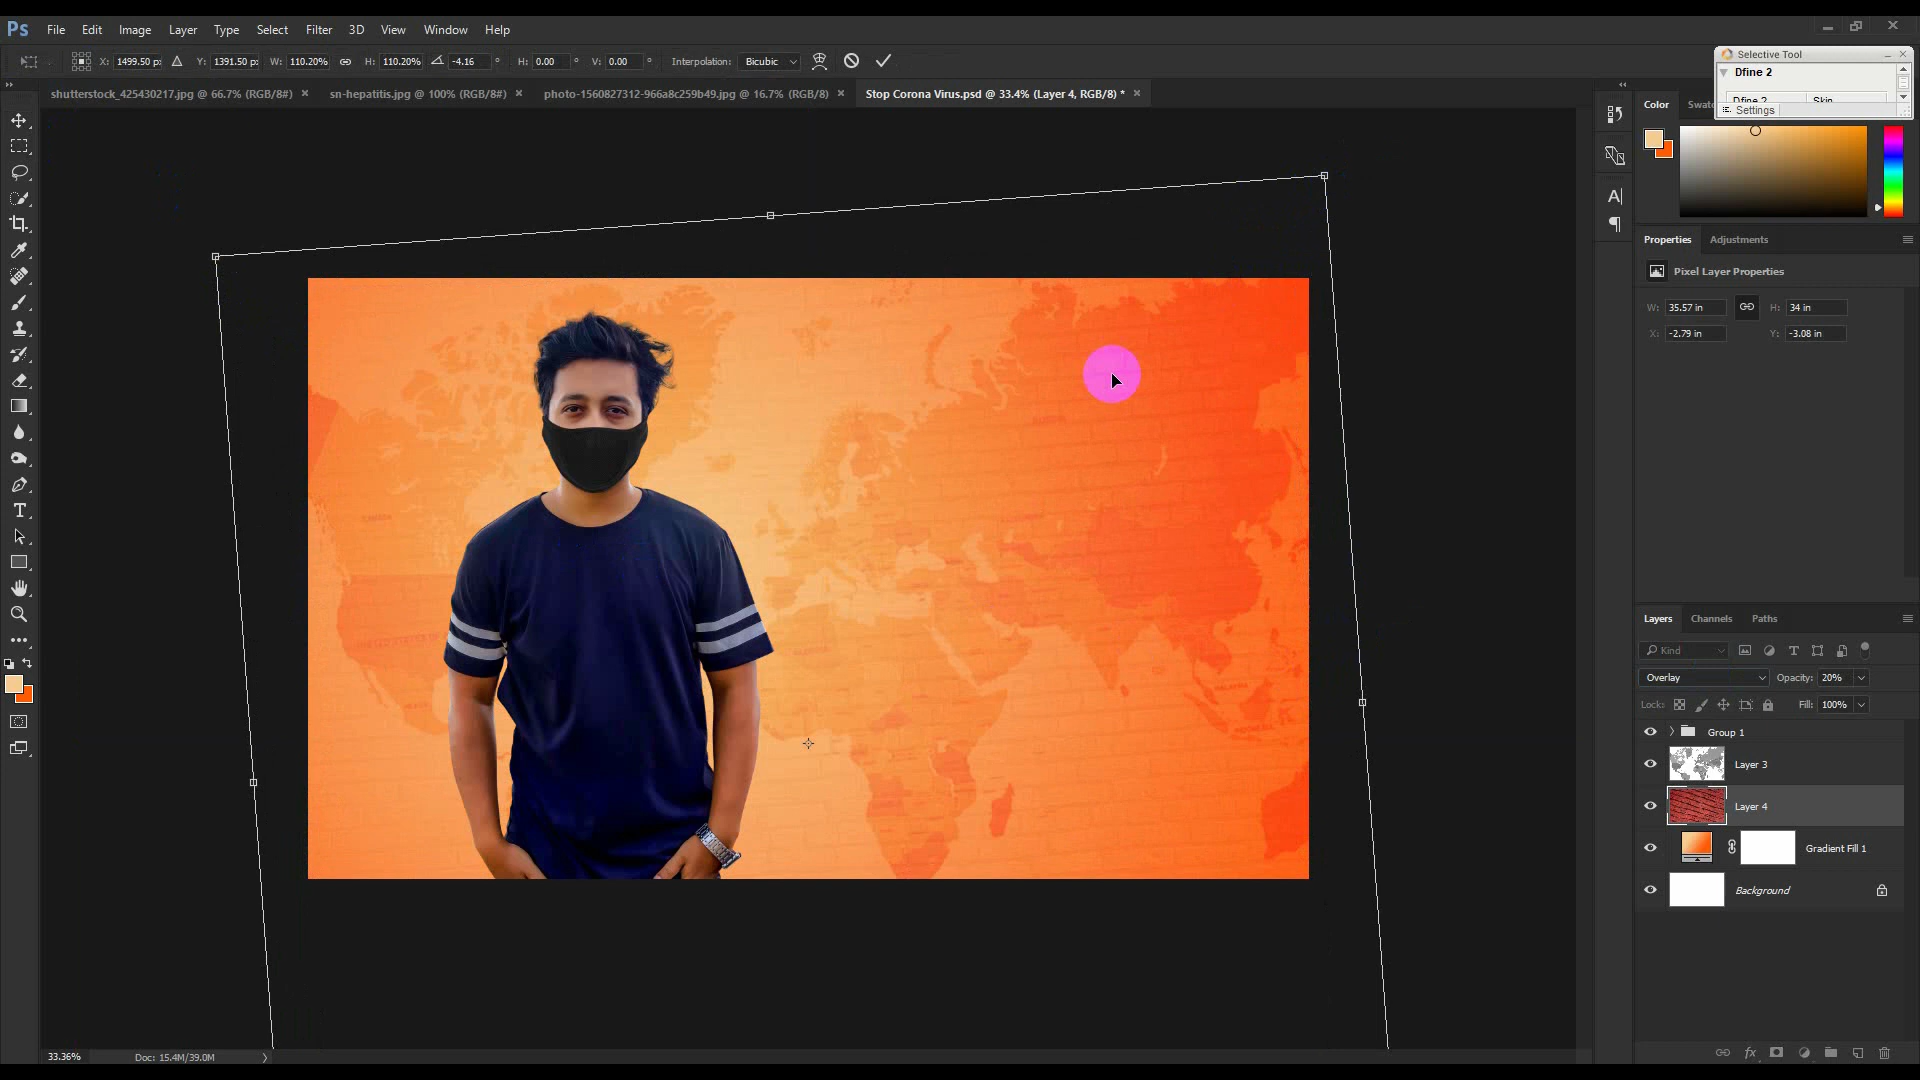 Ps File Edit Image Layer Type Select Filter 3D View Window Help
X: 1499.50 px Y: 1391.50 px W: 110.20% H: 110.20% -4.16 ° H: 0.00 ° V: 0.00 ° Interpolation: Bicubic
Selective Tool
Dfine 2
Dfine 2 Skin
Settings
shutterstock_425430217.jpg @ 66.7% (RGB/8#) × sn-hepatitis.jpg @ 100% (RGB/8#) × photo-1560827312-966a8c259b49.jpg @ 16.7% (RGB/8) × Stop Corona Virus.psd @ 33.4% (Layer 4, RGB/8) * ×
Color
Properties Adjustments
Pixel Layer Properties
W: 35.57 in H: 34 in
X: -2.79 in Y: -3.08 in
Layers Channels Paths
Kind
Overlay Opacity: 20%
Lock: Fill: 100%
Group 1
Layer 3
Layer 4
Gradient Fill 1
Background
33.36% Doc: 15.4M/39.0M